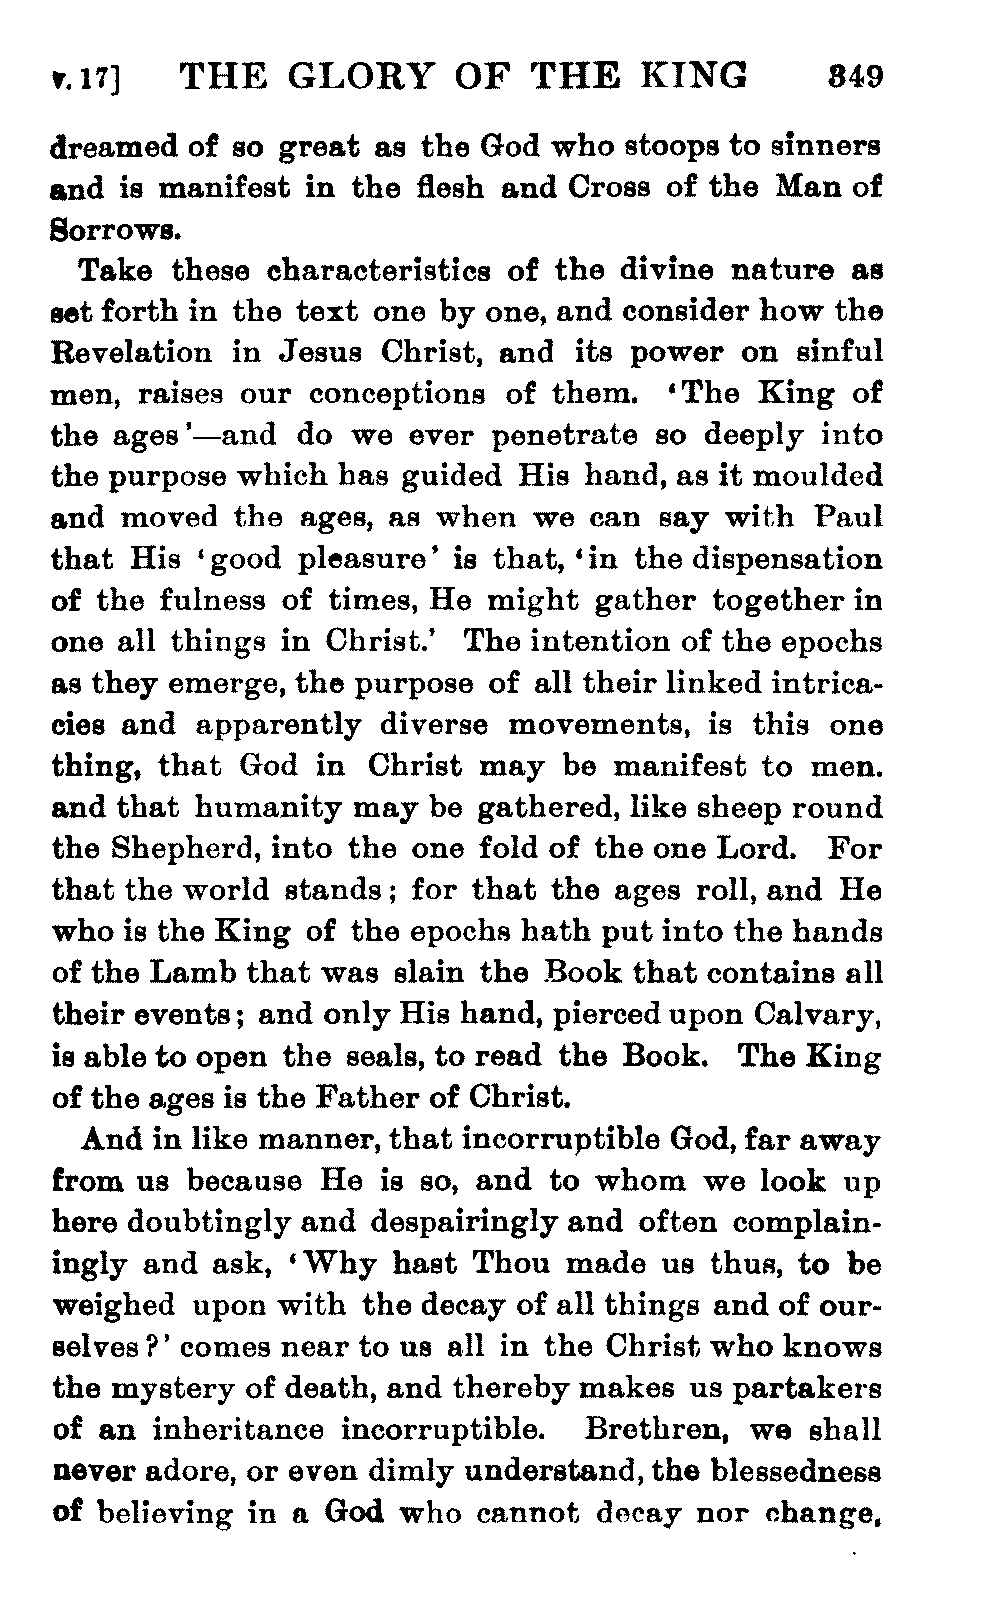 v. 17] THE GLORY OF THE KING 349
dreamed of so great as the God who stoops to sinners
and is manifest in the flesh and Cross of the Man of
Sorrows.
Take these characteristics of the divine nature as
set forth in the text one by one, and consider how the
Revelation in Jesus Christ, and its power on sinful
men, raises our conceptions of them. ‘The King of
the ages’—and do we ever penetrate so deeply into
the purpose which has guided His hand, as it moulded
and moved the ages, as when we can say with Paul
that His ‘good pleasure’ is that, ‘in the dispensation
of the fulness of times, He might gather together in
one all things in Christ.’ The intention of the epochs
as they emerge, the purpose of all their linked intrica-
cies and apparently diverse movements, is this one
thing, that God in Christ may be manifest to men.
and that humanity may be gathered, like sheep round
the Shepherd, into the one fold of the one Lord. For
that the world stands; for that the ages roll, and He
who is the King of the epochs hath put into the hands
of the Lamb that was slain the Book that contains all
their events; and only His hand, pierced upon Calvary,
is able to open the seals, to read the Book. The King
of the ages is the Father of Christ.
And in like manner, that incorruptible God, far away
from us because He is so, and to whom we look up
here doubtingly and despairingly and often complain-
ingly and ask, ‘Why hast Thou made us thus, to be
weighed upon with the decay of all things and of our-
selves?’ comes near to us all in the Christ who knows
the mystery of death, and thereby makes us partakers
of an inheritance incorruptible. Brethren, we shall
never adore, or even dimly understand, the blessedness
of believing in a God who cannot decay nor change,